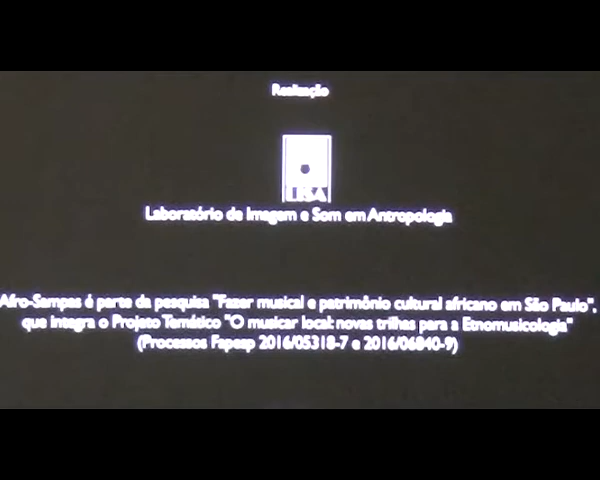 Realização
LISA
Laboratório de Imagem e Som em Antropologia
Afro-Sampas é parte da pesquisa "Fazer musical e patrimônio cultural africano em São Paulo",
que integra o Projeto Temático "O musicar local: novas trilhas para a Etnomusicologia"
(Processos Fapesp 2016/05318-7 e 2016/06840-9)